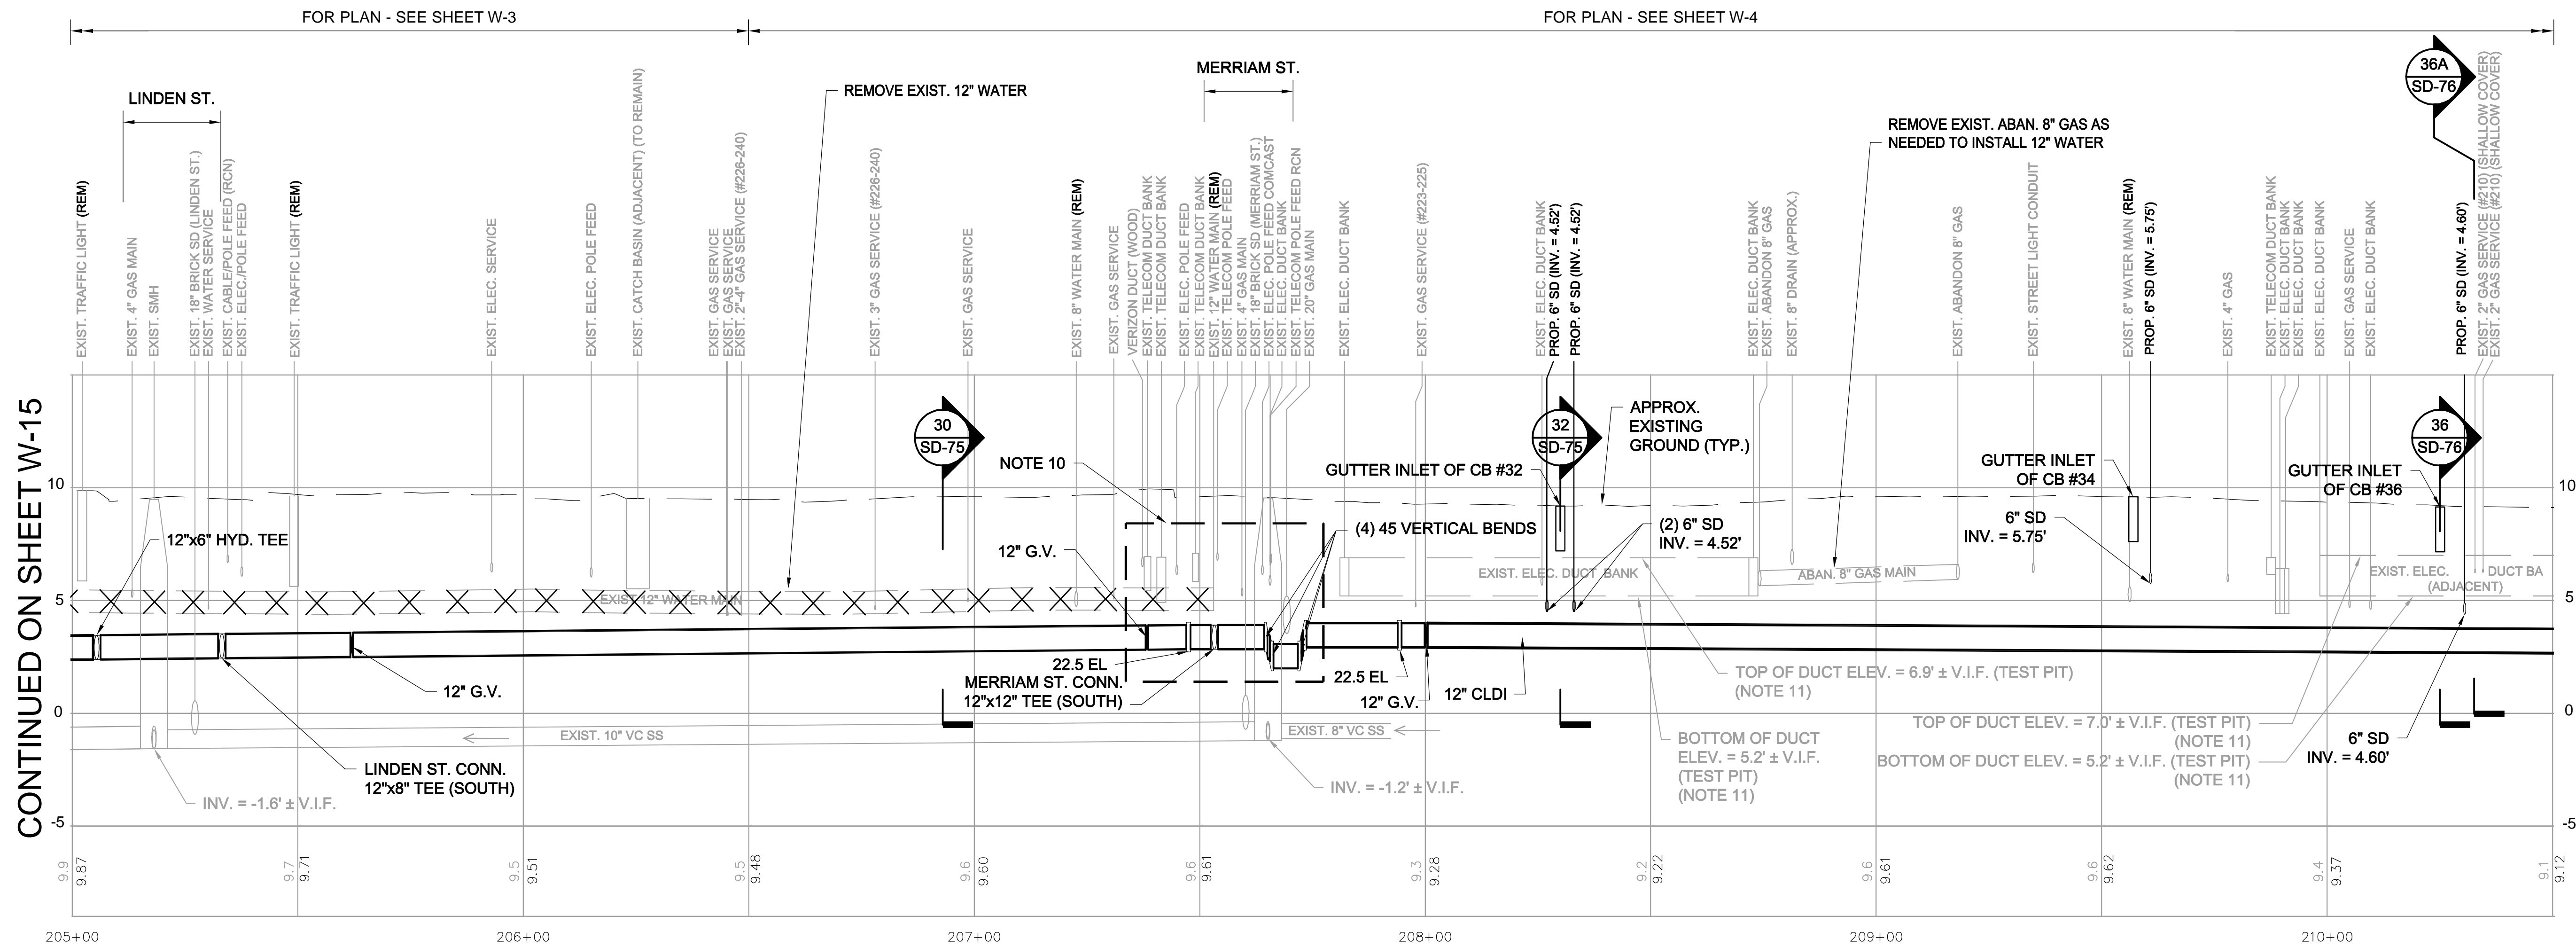 FOR PLAN - SEE SHEET W-3
FOR PLAN - SEE SHEET W-4
LINDEN ST.
REMOVE EXIST. 12" WATER
MERRIAM ST.
36A
SD-76
REMOVE EXIST. ABAN. 8" GAS AS
NEEDED TO INSTALL 12" WATER
EXIST. TRAFFIC LIGHT (REM)
EXIST. 4" GAS MAIN
EXIST. SMH
EXIST. 18" BRICK SD (LINDEN ST.)
EXIST. WATER SERVICE
EXIST. CABLE/POLE FEED (RCN)
EXIST. ELEC./POLE FEED
EXIST. TRAFFIC LIGHT (REM)
EXIST. ELEC. SERVICE
EXIST. ELEC. POLE FEED
EXIST. CATCH BASIN (ADJACENT) (TO REMAIN)
EXIST. GAS SERVICE
EXIST. GAS SERVICE
EXIST. 2"-4" GAS SERVICE (#226-240)
EXIST. 3" GAS SERVICE (#226-240)
EXIST. GAS SERVICE
EXIST. 8" WATER MAIN (REM)
EXIST. GAS SERVICE
VERIZON DUCT (WOOD)
EXIST. TELECOM DUCT BANK
EXIST. TELECOM DUCT BANK
EXIST. ELEC. POLE FEED
EXIST. TELECOM DUCT BANK
EXIST. 12" WATER MAIN (REM)
EXIST. TELECOM POLE FEED
EXIST. 4" GAS MAIN
EXIST. 18" BRICK SD (MERRIAM ST.)
EXIST. ELEC. POLE FEED COMCAST
EXIST. ELEC. DUCT BANK
EXIST. TELECOM POLE FEED RCN
EXIST. 20" GAS MAIN
EXIST. ELEC. DUCT BANK
EXIST. GAS SERVICE (#223-225)
EXIST. ELEC. DUCT BANK
PROP. 6" SD (INV. = 4.52')
PROP. 6" SD (INV. = 4.52')
EXIST. ELEC. DUCT BANK
EXIST. ABANDON 8" GAS
EXIST. 8" DRAIN (APPROX.)
EXIST. ABANDON 8" GAS
EXIST. STREET LIGHT CONDUIT
EXIST. 8" WATER MAIN (REM)
PROP. 6" SD (INV. = 5.75')
EXIST. 4" GAS
EXIST. TELECOM DUCT BANK
EXIST. ELEC. DUCT BANK
EXIST. ELEC. DUCT BANK
EXIST. ELEC. DUCT BANK
EXIST. GAS SERVICE
EXIST. ELEC. DUCT BANK
PROP. 6" SD (INV. = 4.60')
EXIST. 2" GAS SERVICE (#210) (SHALLOW COVER)
EXIST. 2" GAS SERVICE (#210) (SHALLOW COVER)
CONTINUED ON SHEET W-15
30
SD-75
32
SD-75
36
SD-76
APPROX.
EXISTING
GROUND (TYP.)
NOTE 10
GUTTER INLET OF CB #32
GUTTER INLET
OF CB #34
GUTTER INLET
OF CB #36
10
10
12"x6" HYD. TEE
12" G.V.
(4) 45 VERTICAL BENDS
(2) 6" SD
INV. = 4.52'
6" SD
INV. = 5.75'
EXIST. ELEC. DUCT BANK
ABAN. 8" GAS MAIN
EXIST. ELEC. DUCT BA
(ADJACENT)
5
EXIST 12" WATER MAIN
5
22.5 EL
MERRIAM ST. CONN.
12"x12" TEE (SOUTH)
22.5 EL
12" G.V.
12" G.V.
12" CLDI
TOP OF DUCT ELEV. = 6.9' ± V.I.F. (TEST PIT)
(NOTE 11)
0
0
EXIST. 10" VC SS
EXIST. 8" VC SS
TOP OF DUCT ELEV. = 7.0' ± V.I.F. (TEST PIT)
(NOTE 11)
BOTTOM OF DUCT
ELEV. = 5.2' ± V.I.F.
(TEST PIT)
(NOTE 11)
BOTTOM OF DUCT ELEV. = 5.2' ± V.I.F. (TEST PIT)
(NOTE 11)
6" SD
INV. = 4.60'
LINDEN ST. CONN.
12"x8" TEE (SOUTH)
INV. = -1.6' ± V.I.F.
INV. = -1.2' ± V.I.F.
-5
-5
9.9
9.87
9.7
9.71
9.5
9.51
9.5
9.48
9.6
9.60
9.6
9.61
9.3
9.28
9.2
9.22
9.6
9.61
9.6
9.62
9.4
9.37
9.1
9.12
205+00
206+00
207+00
208+00
209+00
210+00